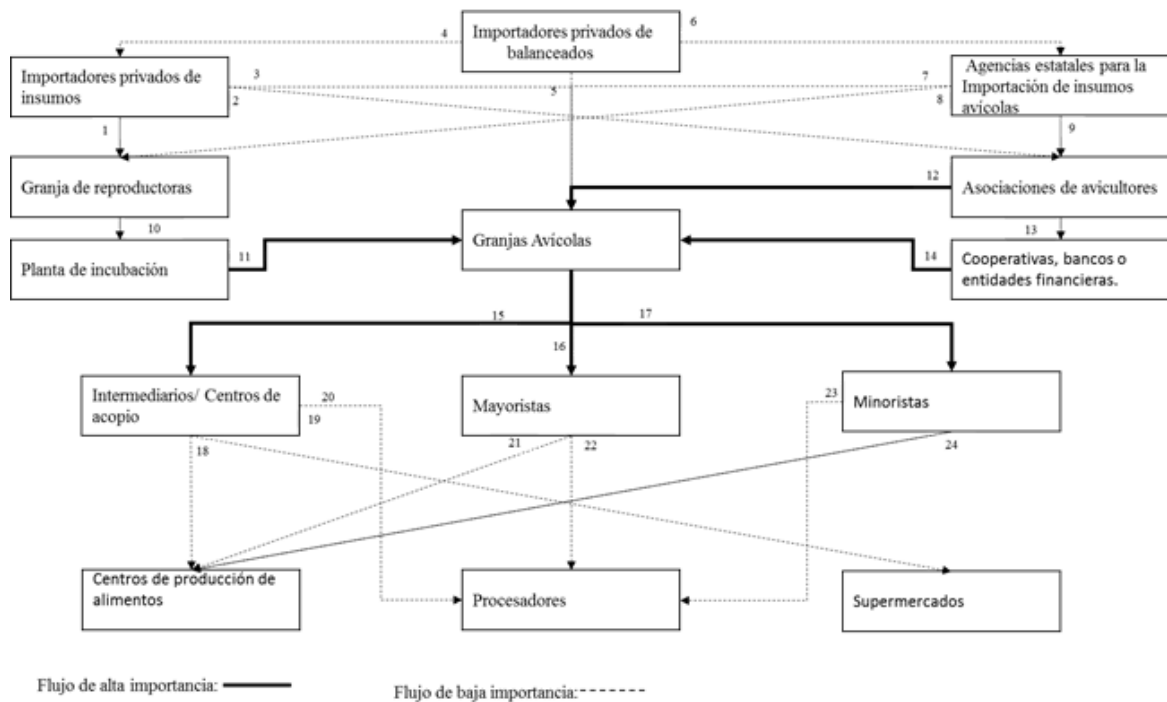 4
Importadores privados de
balanceados
6
Importadores privados de
insumos
3
2
5
7
8
Agencias estatales para la
Importación de insumos
avícolas
1
9
Granja de reproductoras
12
Asociaciones de avicultores
10
Granjas Avícolas
13
Planta de incubación
11
14
Cooperativas, bancos o
entidades financieras.
15
17
16
Intermediarios/ Centros de
acopio
20
19
Mayoristas
23
Minoristas
18
21
22
24
Centros de producción de
alimentos
Procesadores
Supermercados
Flujo de alta importancia:
Flujo de baja importancia: